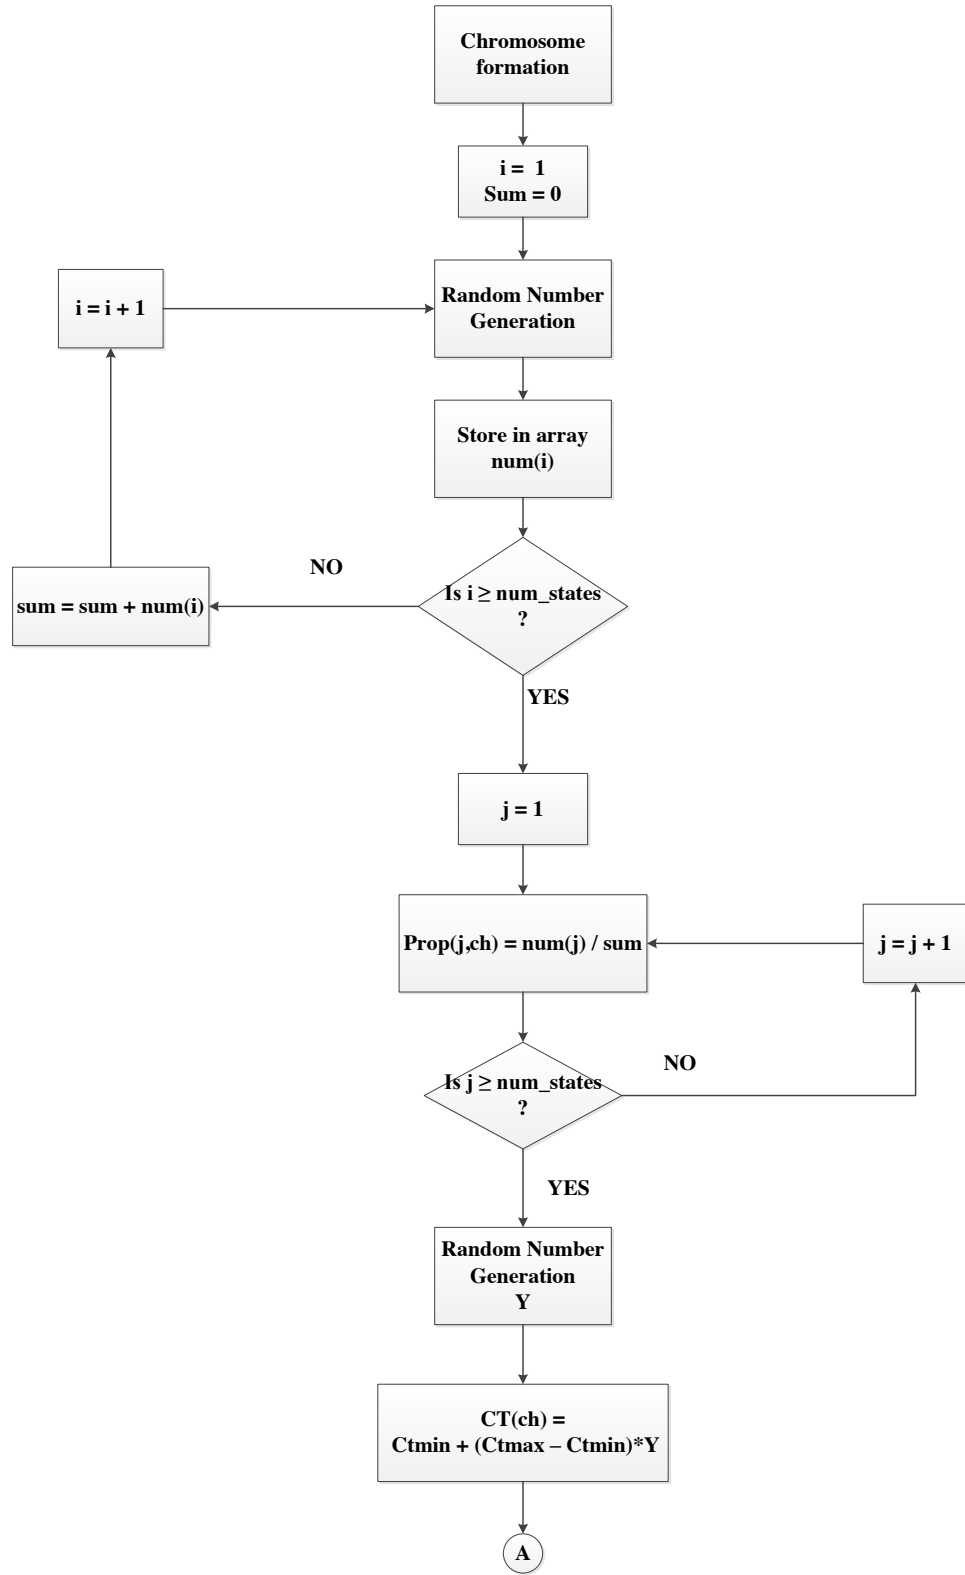 Chromosome
formation
i =  1
Sum = 0
i = i + 1
Random Number
Generation
Store in array
num(i)
NO
Is i ≥ num_states
?
sum = sum + num(i)
YES
j = 1
Prop(j,ch) = num(j) / sum
j = j + 1
Is j ≥ num_states
?
NO
YES
Random Number
Generation
Y
CT(ch) =
Ctmin + (Ctmax – Ctmin)*Y
A